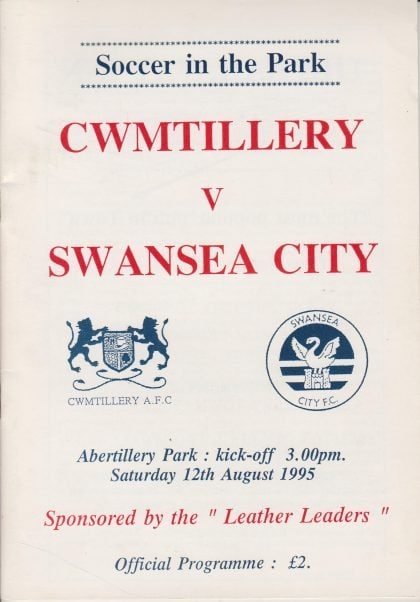 Soccer in the Park
CWMTILLERY
V
SWANSEA CITY
CWMTILLERY A.F.C
SWANSEA
CITY F.C.
Abertillery Park : kick-off 3.00pm.
Saturday 12th August 1995
Sponsored by the " Leather Leaders "
Official Programme : £2.